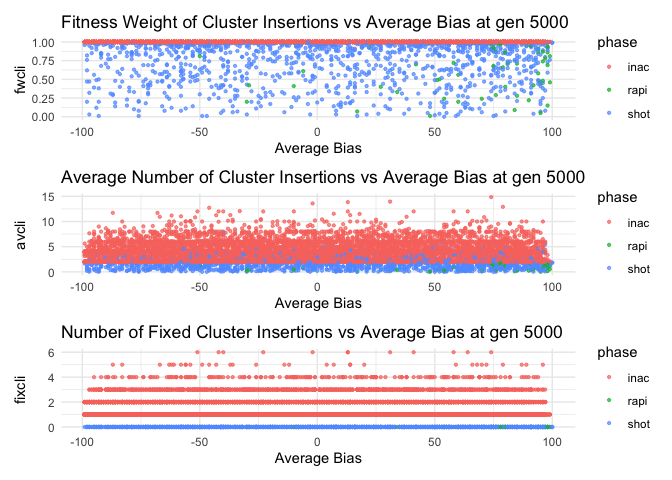 Fitness Weight of Cluster Insertions vs Average Bias at gen 5000
fwcli
1.00
0.75
0.50
0.25
0.00
-100 -50 0 50 100
Average Bias
phase
inac
rapi
shot
Average Number of Cluster Insertions vs Average Bias at gen 5000
avcli
15
10
5
0
-100 -50 0 50 100
Average Bias
phase
inac
rapi
shot
Number of Fixed Cluster Insertions vs Average Bias at gen 5000
fixcli
6
4
2
0
-100 -50 0 50 100
Average Bias
phase
inac
rapi
shot